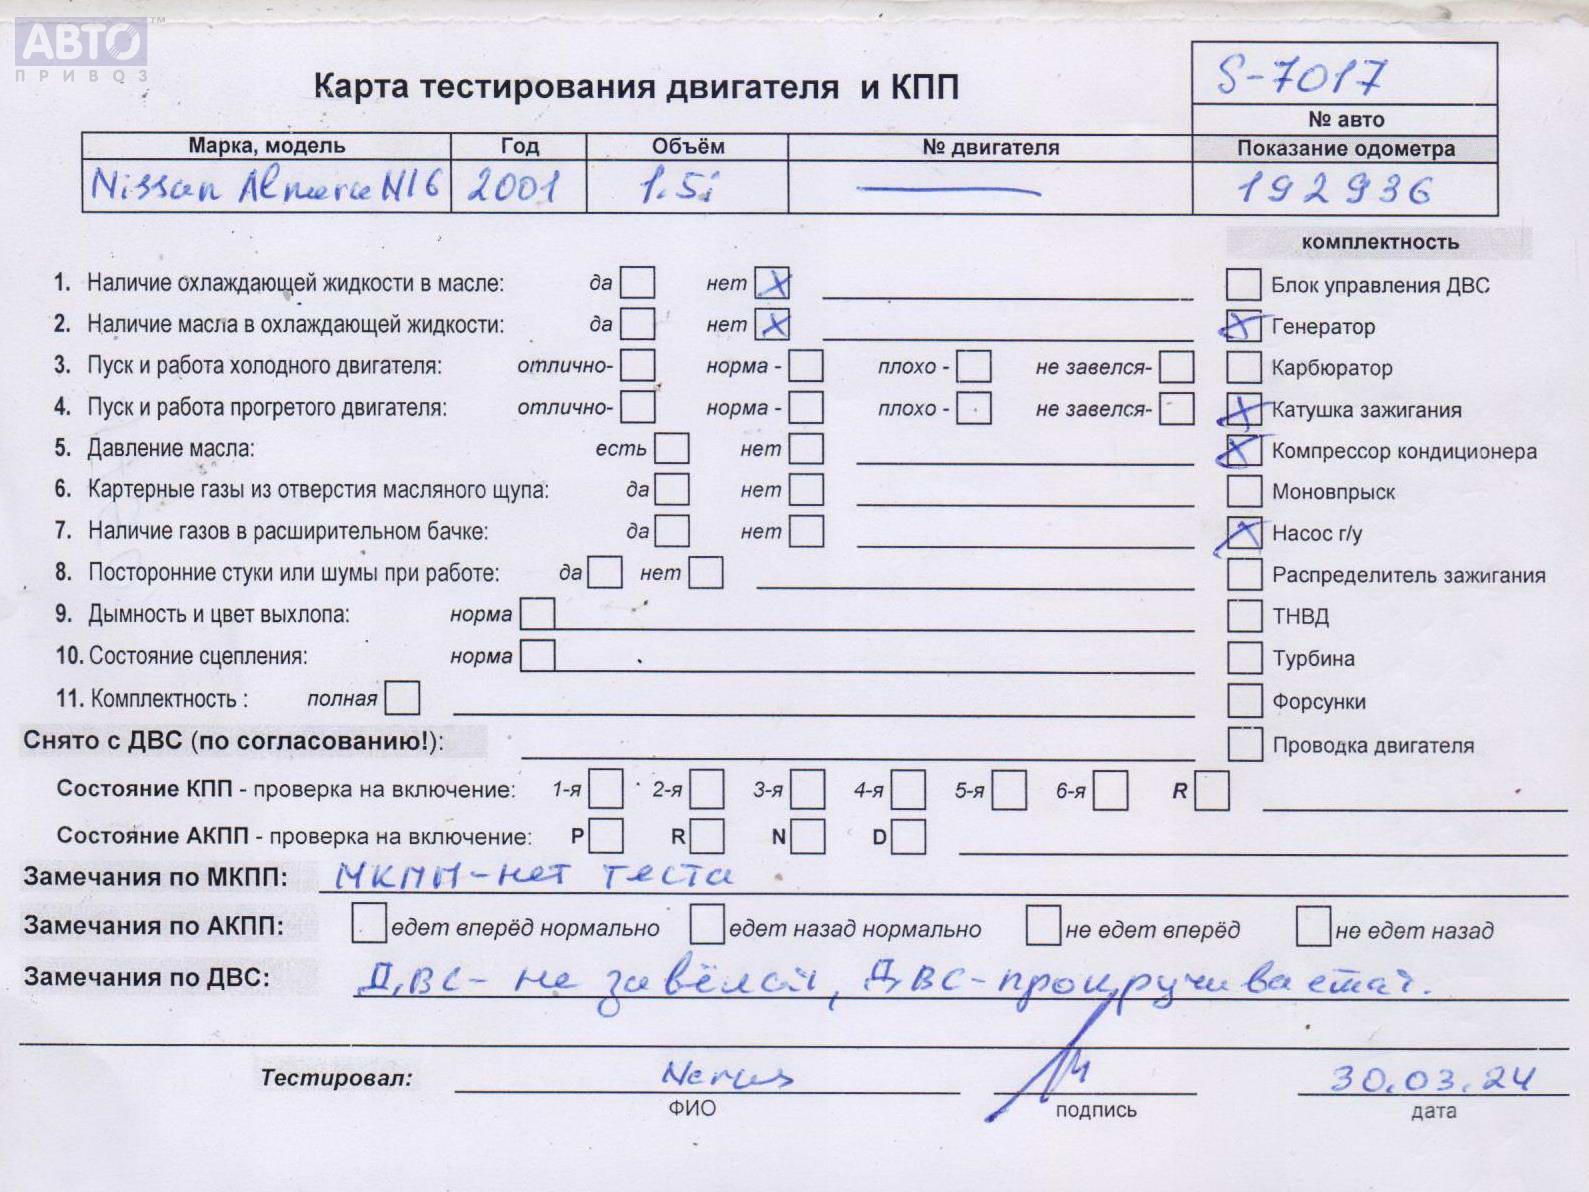 АВТО™
ПРИВОЗ
Карта тестирования двигателя и КПП
S-7017
№ авто
Марка, модель Год Объём № двигателя Показание одометра
Nissan Almera N16 2001 1.5i — 192936
комплектность
1. Наличие охлаждающей жидкости в масле: да нет X
Блок управления ДВС
2. Наличие масла в охлаждающей жидкости: да нет X
X Генератор
3. Пуск и работа холодного двигателя: отлично- норма - плохо - не завелся-
Карбюратор
4. Пуск и работа прогретого двигателя: отлично- норма - плохо - не завелся-
X Катушка зажигания
5. Давление масла: есть нет
X Компрессор кондиционера
6. Картерные газы из отверстия масляного щупа: да нет
Моновпрыск
7. Наличие газов в расширительном бачке: да нет
X Насос г/у
8. Посторонние стуки или шумы при работе: да нет
Распределитель зажигания
9. Дымность и цвет выхлопа: норма
ТНВД
10. Состояние сцепления: норма
Турбина
11. Комплектность : полная
Форсунки
Снято с ДВС (по согласованию!):
Проводка двигателя
Состояние КПП - проверка на включение: 1-я 2-я 3-я 4-я 5-я 6-я R
Состояние АКПП - проверка на включение: P R N D
Замечания по МКПП: МКПП-нет теста
Замечания по АКПП: едет вперёд нормально едет назад нормально не едет вперёд не едет назад
Замечания по ДВС: ДВС- не завёлся, ДВС-прокручивает.
Тестировал: 30.03.24
ФИО подпись дата